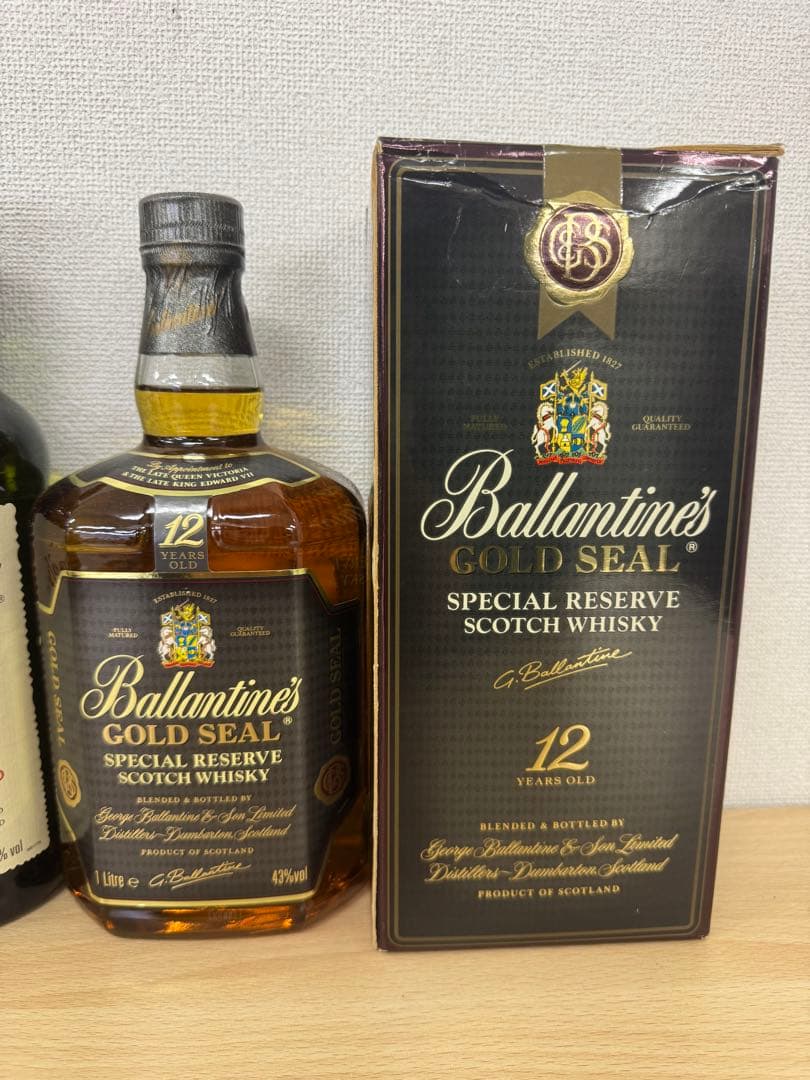 By Appointment to
THE LATE QUEEN VICTORIA
& THE LATE KING EDWARD VII
12
YEARS
OLD
ESTABLISHED 1827
FULLY
MATURED
QUALITY
GUARANTEED
Ballantine's
GOLD SEAL®
SPECIAL RESERVE
SCOTCH WHISKY
BLENDED & BOTTLED BY
George Ballantine & Son Limited
Distillers~Dumbarton, Scotland
PRODUCT OF SCOTLAND
1 Litre e
G. Ballantine
43%vol
GOLD SEAL
GOLD SEAL
% vol
GBS
ESTABLISHED 1827
FULLY
MATURED
QUALITY
GUARANTEED
Ballantine's
GOLD SEAL®
SPECIAL RESERVE
SCOTCH WHISKY
G. Ballantine
12
YEARS OLD
BLENDED & BOTTLED BY
George Ballantine & Son Limited
Distillers~Dumbarton, Scotland
PRODUCT OF SCOTLAND